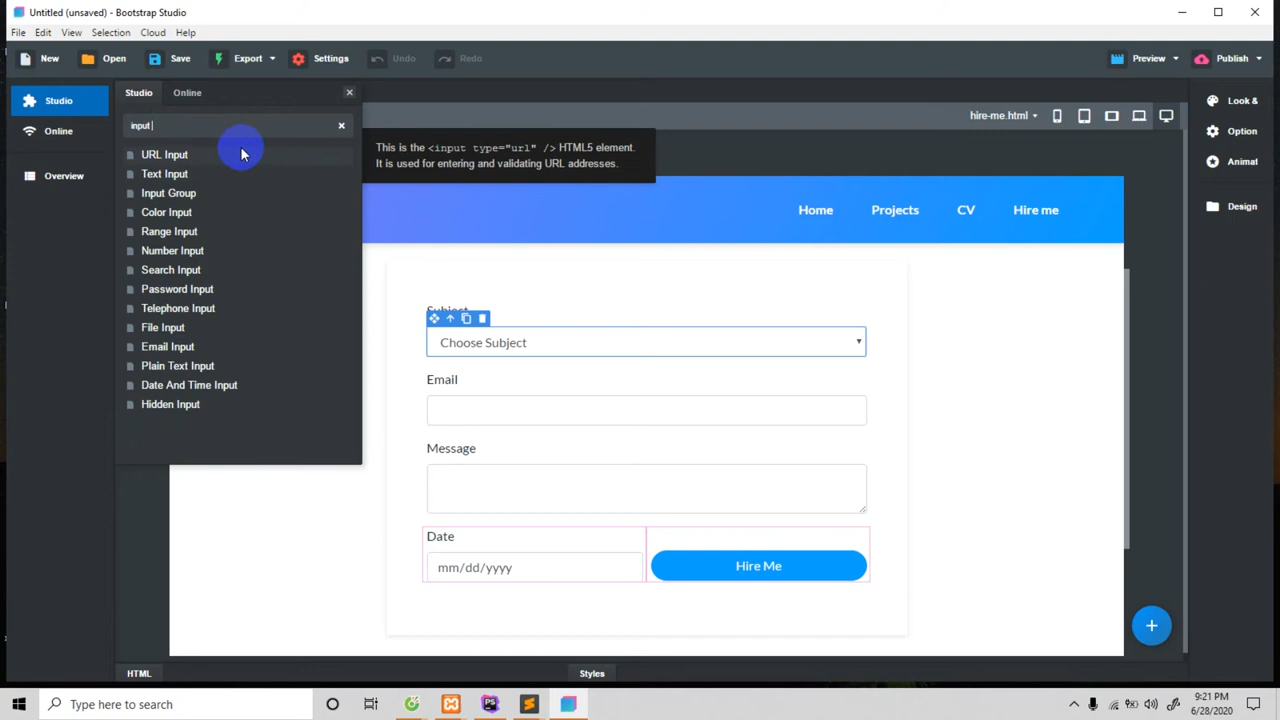 Untitled (unsaved) - Bootstrap Studio
File Edit View Selection Cloud Help
New Open Save Export Settings Undo Redo Preview Publish
Studio Studio Online
hire-me.html Look &
input
Online Option
This is the <input type="url" /> HTML5 element.
It is used for entering and validating URL addresses.
URL Input
Animal
Text Input
Overview
Input Group
Color Input
Home Projects CV Hire me
Design
Range Input
Number Input
Search Input
Password Input
Telephone Input
Subject
File Input
Choose Subject
Email Input
Plain Text Input
Email
Date And Time Input
Hidden Input
Message
Date
mm/dd/yyyy Hire Me
HTML Styles
Type here to search
PS
9:21 PM
6/28/2020